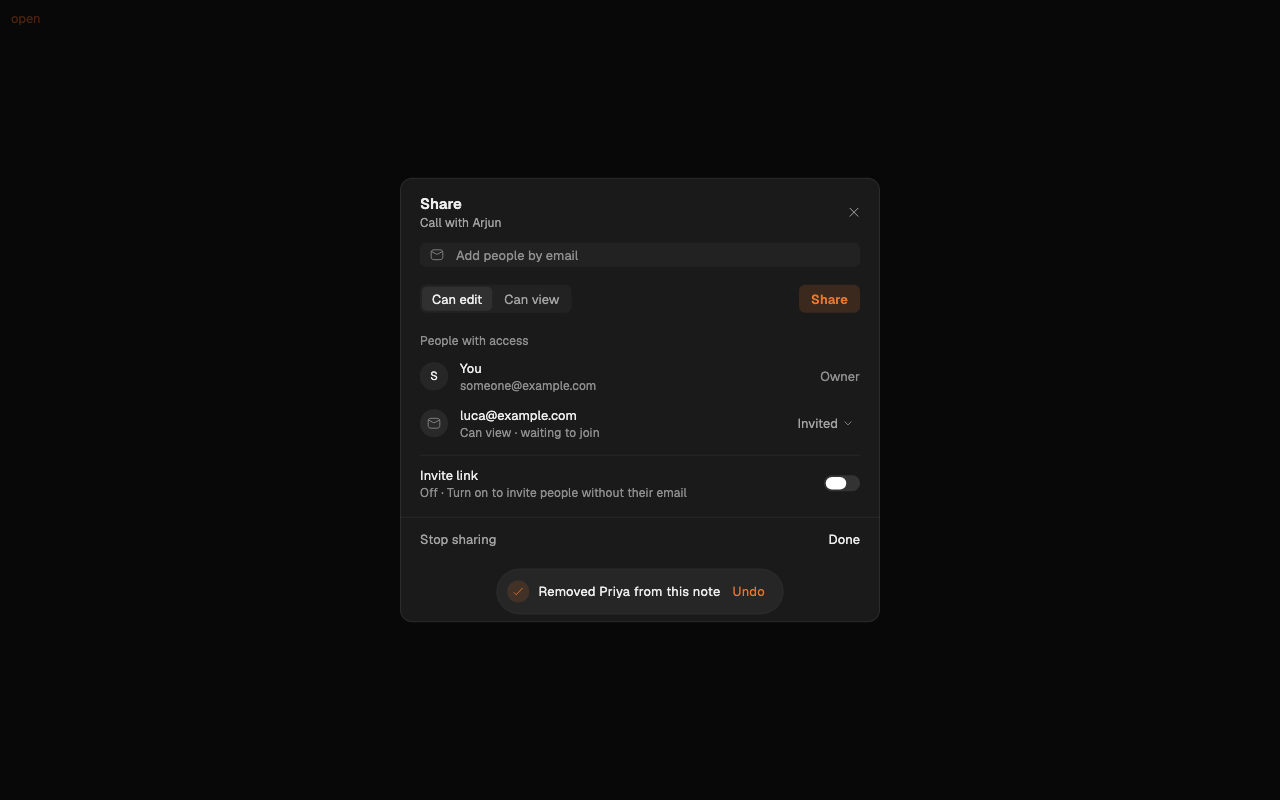 open
Share
Call with Arjun
Add people by email
Can edit
Can view
Share
People with access
S
You
someone@example.com
Owner
luca@example.com
Can view · waiting to join
Invited
Invite link
Off · Turn on to invite people without their email
Stop sharing
Done
Removed Priya from this note
Undo